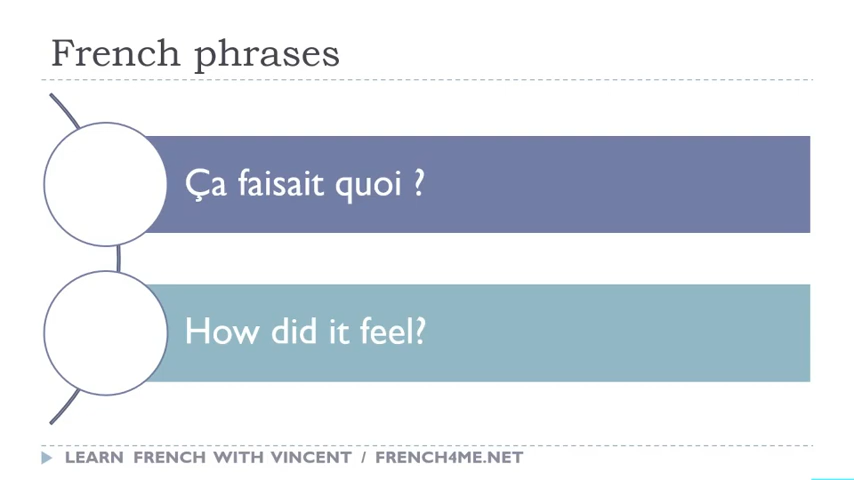 French phrases
Ça faisait quoi ?
How did it feel?
LEARN FRENCH WITH VINCENT / FRENCH4ME.NET